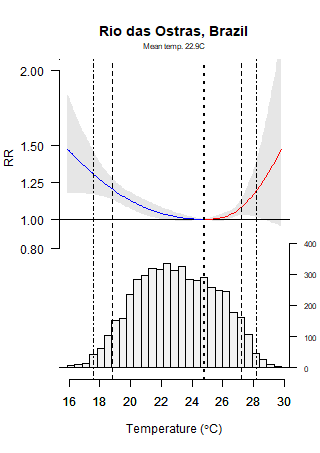 Rio das Ostras, Brazil
Mean temp. 22.9C
2.00
1.50
1.25
1.00
0.80
RR
400
300
200
100
0
16 18 20 22 24 26 28 30
Temperature (°C)